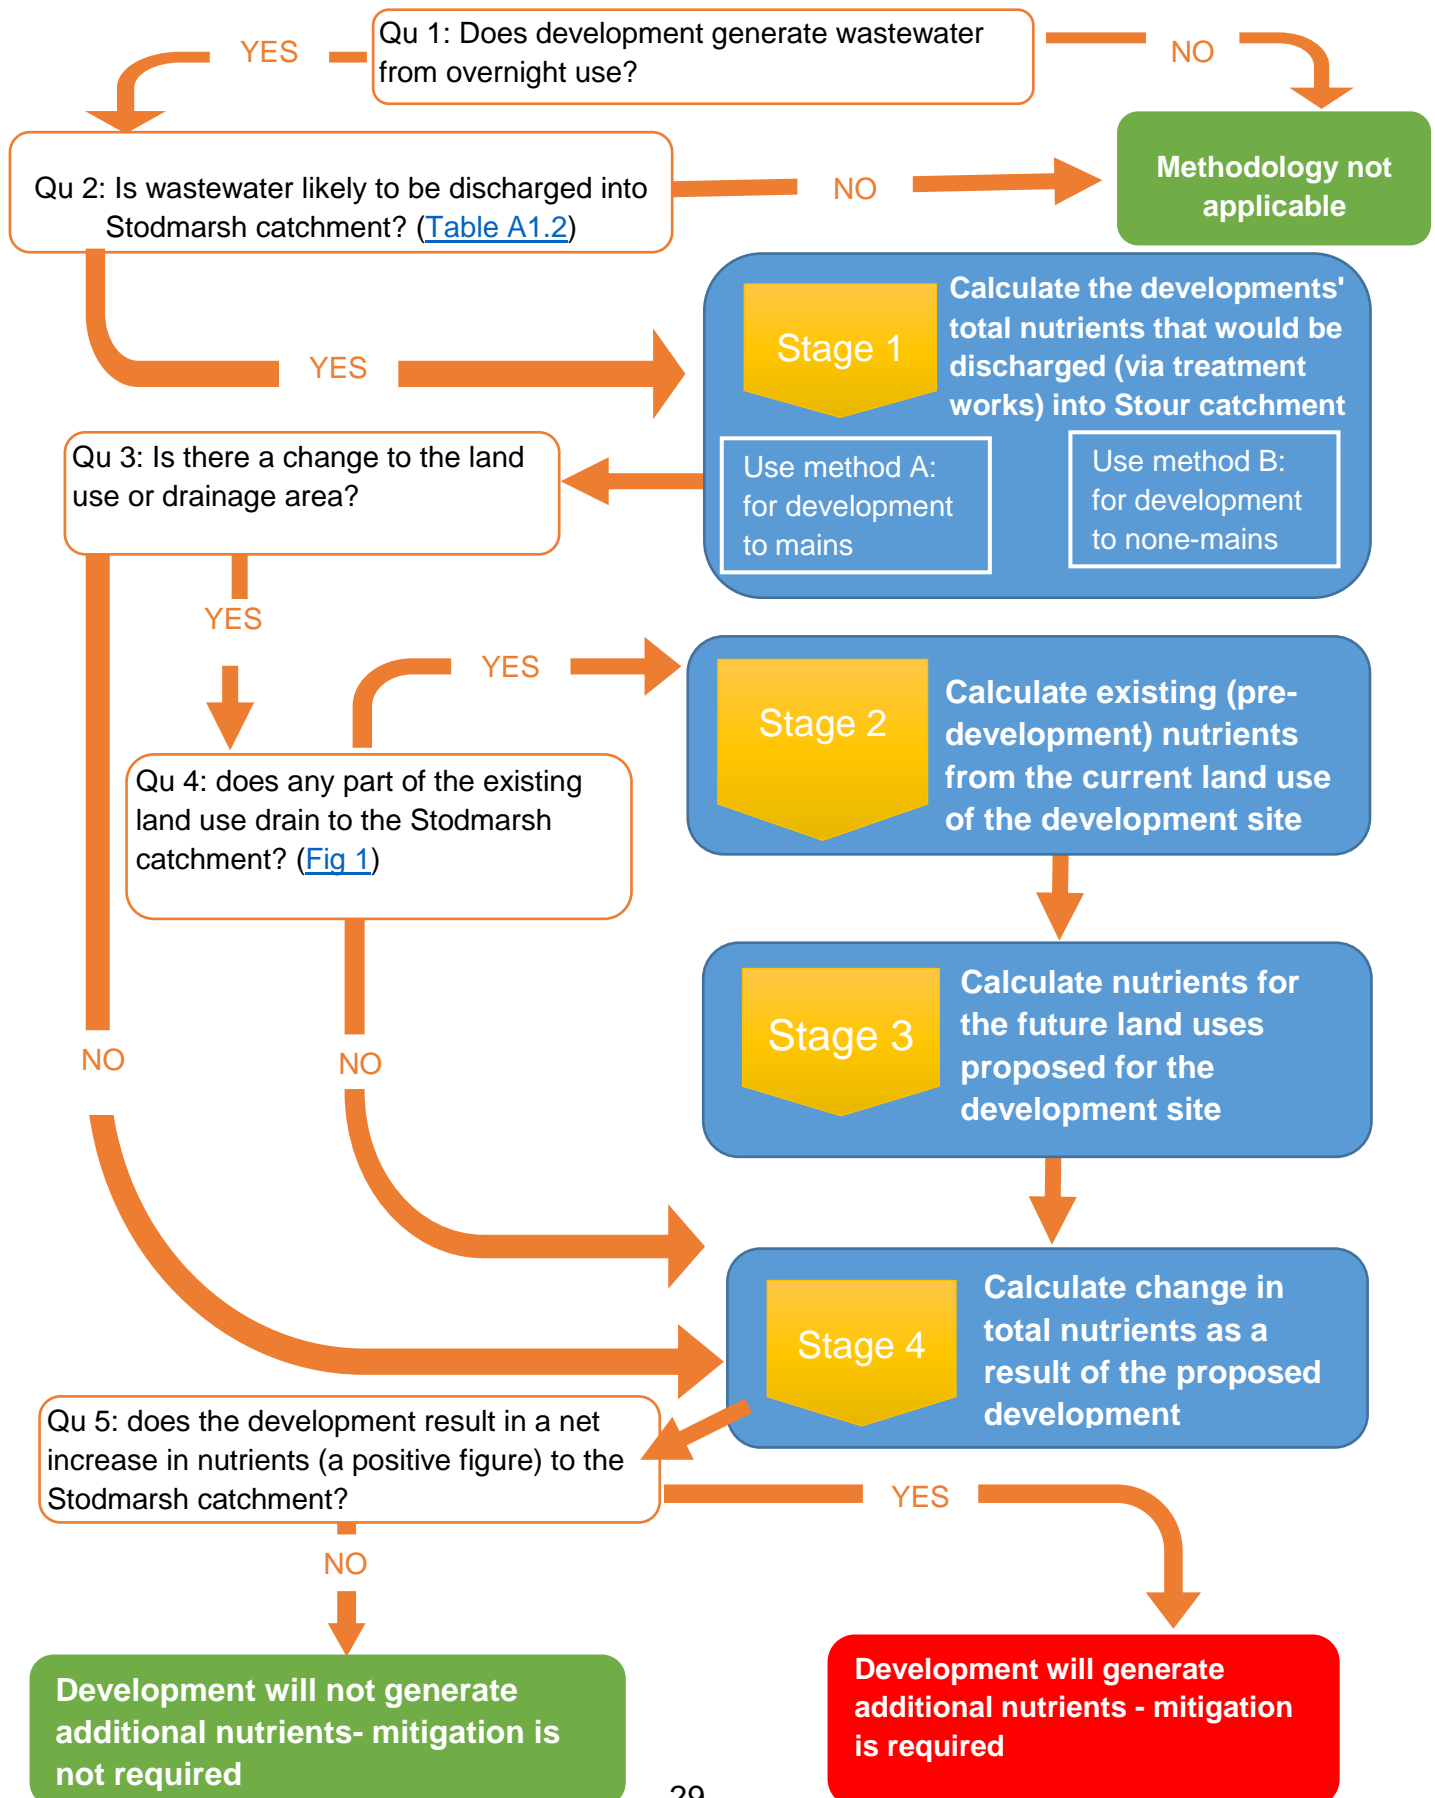 Qu 1: Does development generate wastewater
from overnight use?
YES
NO
Methodology not
applicable
Qu 2: Is wastewater likely to be discharged into
Stodmarsh catchment? (Table A1.2)
NO
YES
Stage 1
Calculate the developments'
total nutrients that would be
discharged (via treatment
works) into Stour catchment
Use method A:
for development
to mains
Use method B:
for development
to none-mains
Qu 3: Is there a change to the land
use or drainage area?
YES
NO
Qu 4: does any part of the existing
land use drain to the Stodmarsh
catchment? (Fig 1)
YES
NO
Stage 2
Calculate existing (pre-
development) nutrients
from the current land use
of the development site
Stage 3
Calculate nutrients for
the future land uses
proposed for the
development site
Stage 4
Calculate change in
total nutrients as a
result of the proposed
development
Qu 5: does the development result in a net
increase in nutrients (a positive figure) to the
Stodmarsh catchment?
YES
NO
Development will not generate
additional nutrients- mitigation is
not required
Development will generate
additional nutrients - mitigation
is required
29